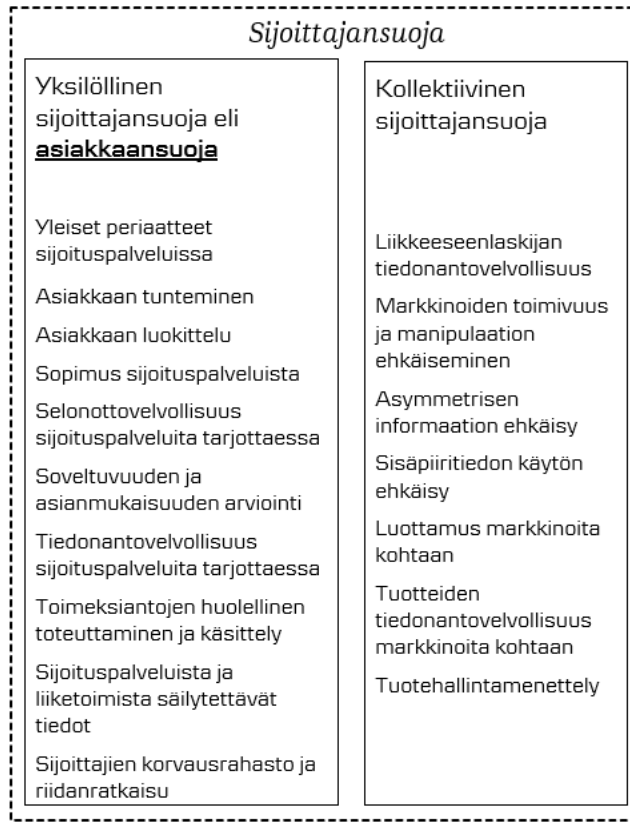 Sijoittajansuoja
Yksilöllinen
sijoittajansuoja eli
asiakkaansuoja
Yleiset periaatteet
sijoituspalveluissa
Asiakkaan tunteminen
Asiakkaan luokittelu
Sopimus sijoituspalveluista
Selonottovelvollisuus
sijoituspalveluita tarjottaessa
Soveltuvuuden ja
asianmukaisuuden arviointi
Tiedonantovelvollisuus
sijoituspalveluita tarjottaessa
Toimeksiantojen huolellinen
toteuttaminen ja käsittely
Sijoituspalveluista ja
liiketoimista säilytettävät
tiedot
Sijoittajien korvausrahasto ja
riidanratkaisu
Kollektiivinen
sijoittajansuoja
Liikkeeseenlaskijan
tiedonantovelvollisuus
Markkinoiden toimivuus
ja manipulaation
ehkäiseminen
Asymmetrisen
informaation ehkäisy
Sisäpiiritiedon käytön
ehkäisy
Luottamus markkinoita
kohtaan
Tuotteiden
tiedonantovelvollisuus
markkinoita kohtaan
Tuotehallintamenettely